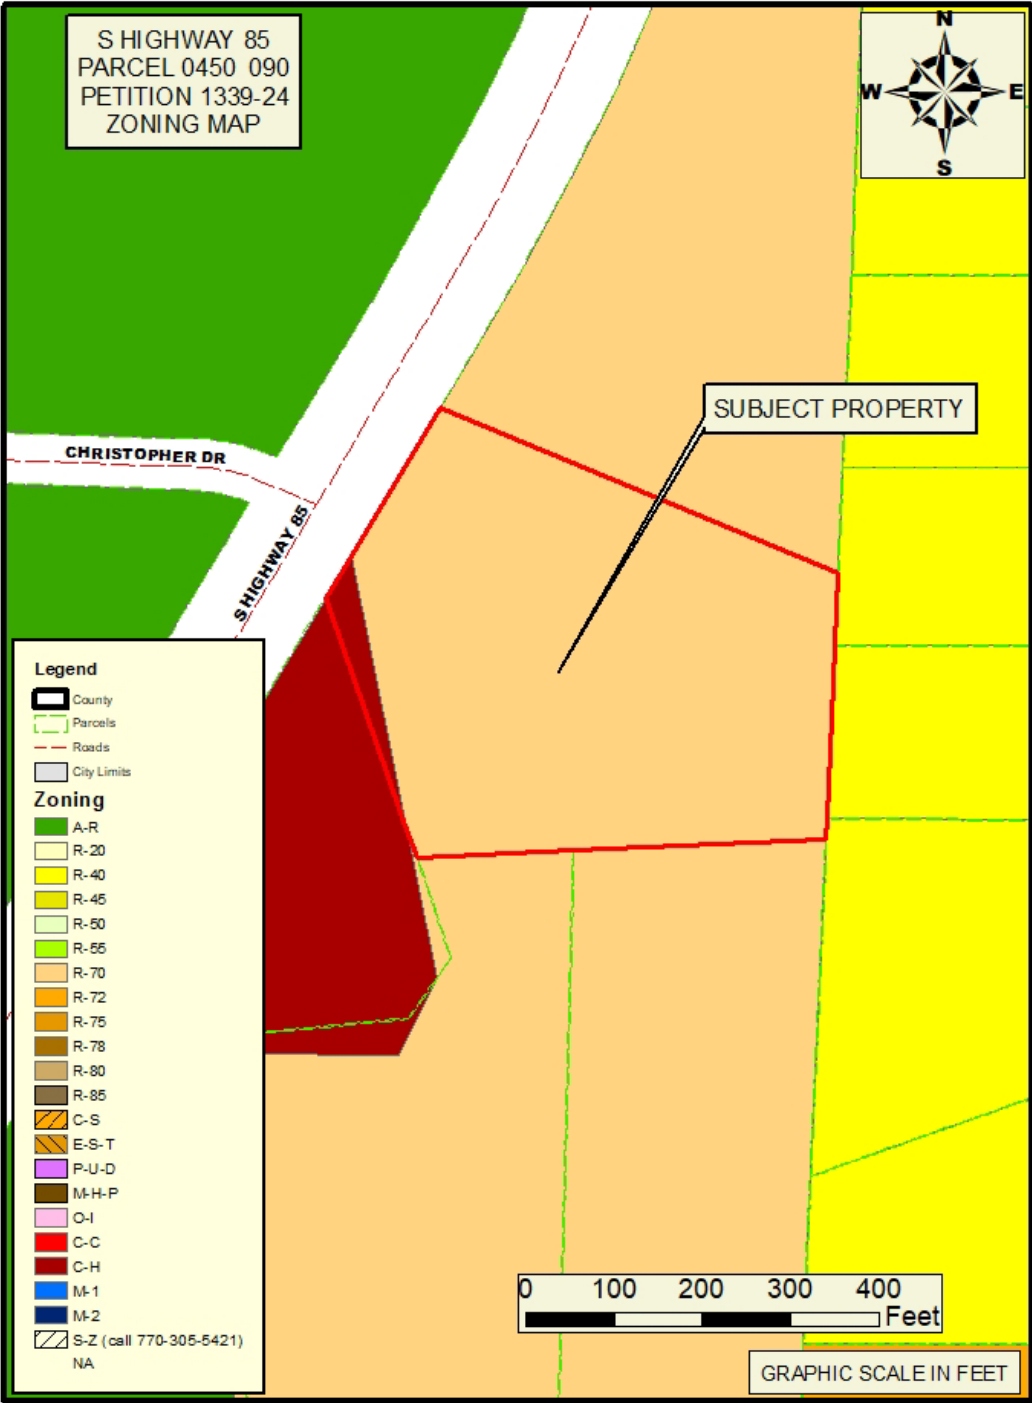 S HIGHWAY 85
PARCEL 0450 090
PETITION 1339-24
ZONING MAP
N
W
E
S
SUBJECT PROPERTY
CHRISTOPHER DR
S HIGHWAY 85
Legend
County
Parcels
Roads
City Limits
Zoning
A-R
R-20
R-40
R-45
R-50
R-55
R-70
R-72
R-75
R-78
R-80
R-85
C-S
E-S-T
P-U-D
M-H-P
O-I
C-C
C-H
M-1
M-2
S-Z (call 770-305-5421)
NA
0 100 200 300 400
Feet
GRAPHIC SCALE IN FEET